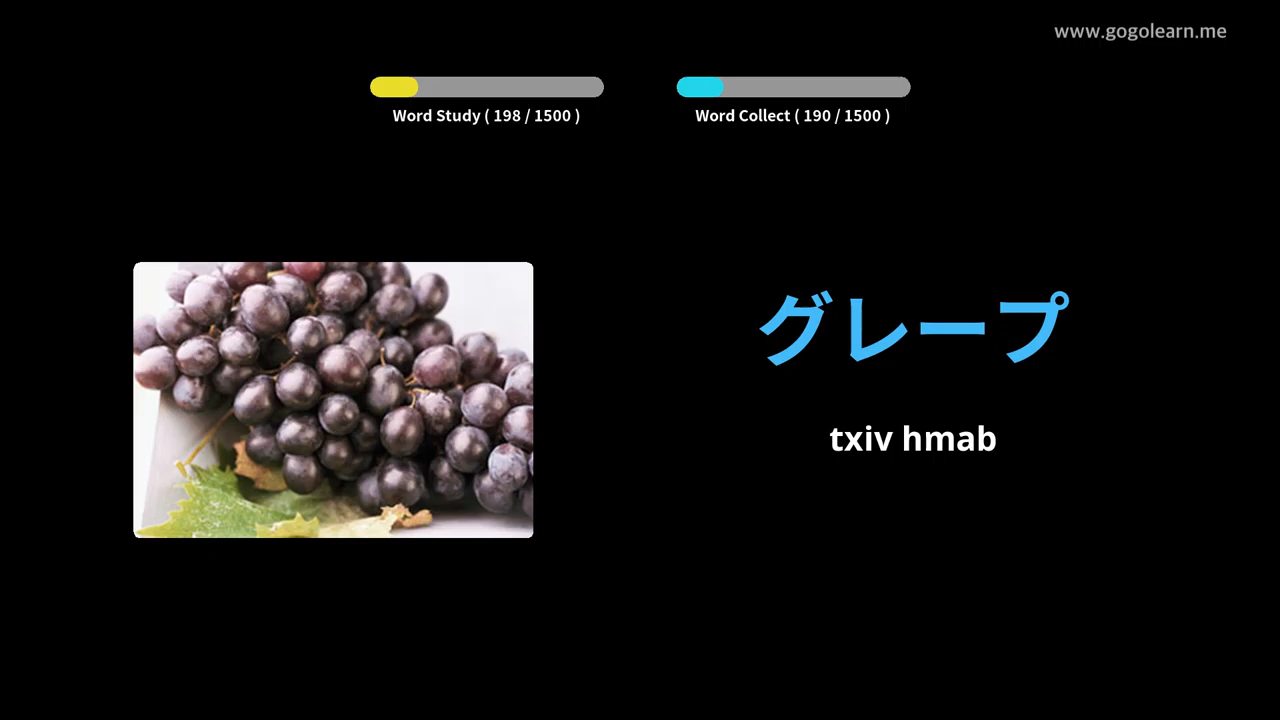 www.gogolearn.me
Word Study ( 198 / 1500 )
Word Collect ( 190 / 1500 )
グレープ
txiv hmab